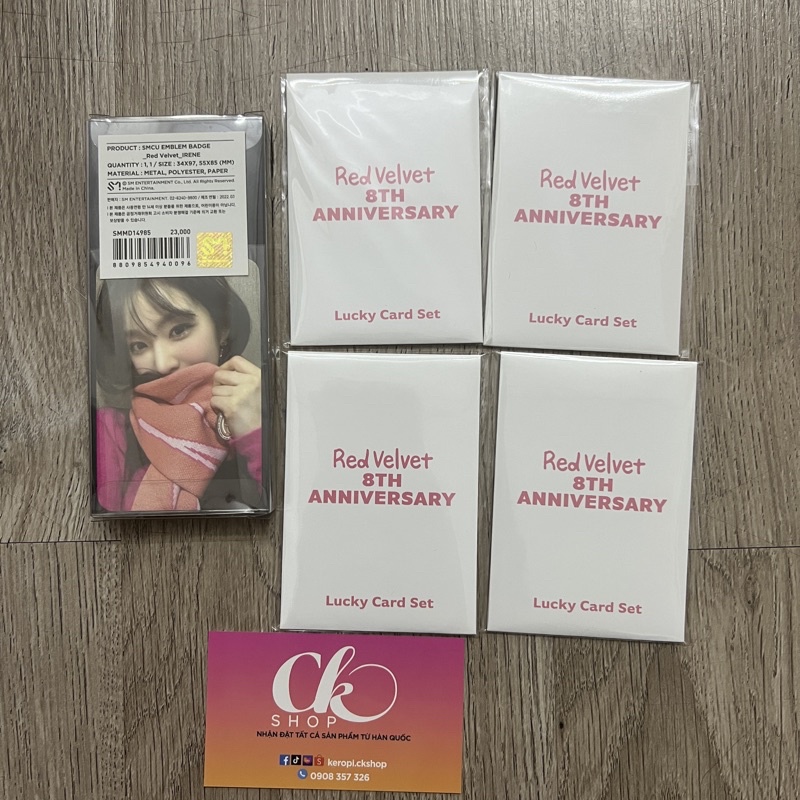 PRODUCT : SMCU EMBLEM BADGE
_Red Velvet_IRENE
QUANTITY : 1, 1 / SIZE : 34X97, 55X85 (MM)
MATERIAL : METAL, POLYESTER, PAPER
SM © SM ENTERTAINMENT Co., Ltd. All Rights Reserved.
Made in China.
SMMD14985 23,000
8809854940096
Red Velvet
8TH
ANNIVERSARY
Lucky Card Set
Red Velvet
8TH
ANNIVERSARY
Lucky Card Set
Red Velvet
8TH
ANNIVERSARY
Lucky Card Set
Red Velvet
8TH
ANNIVERSARY
Lucky Card Set
Ck
SHOP
NHẬN ĐẶT TẤT CẢ SẢN PHẨM TỪ HÀN QUỐC
keropi.ckshop
0908 357 326